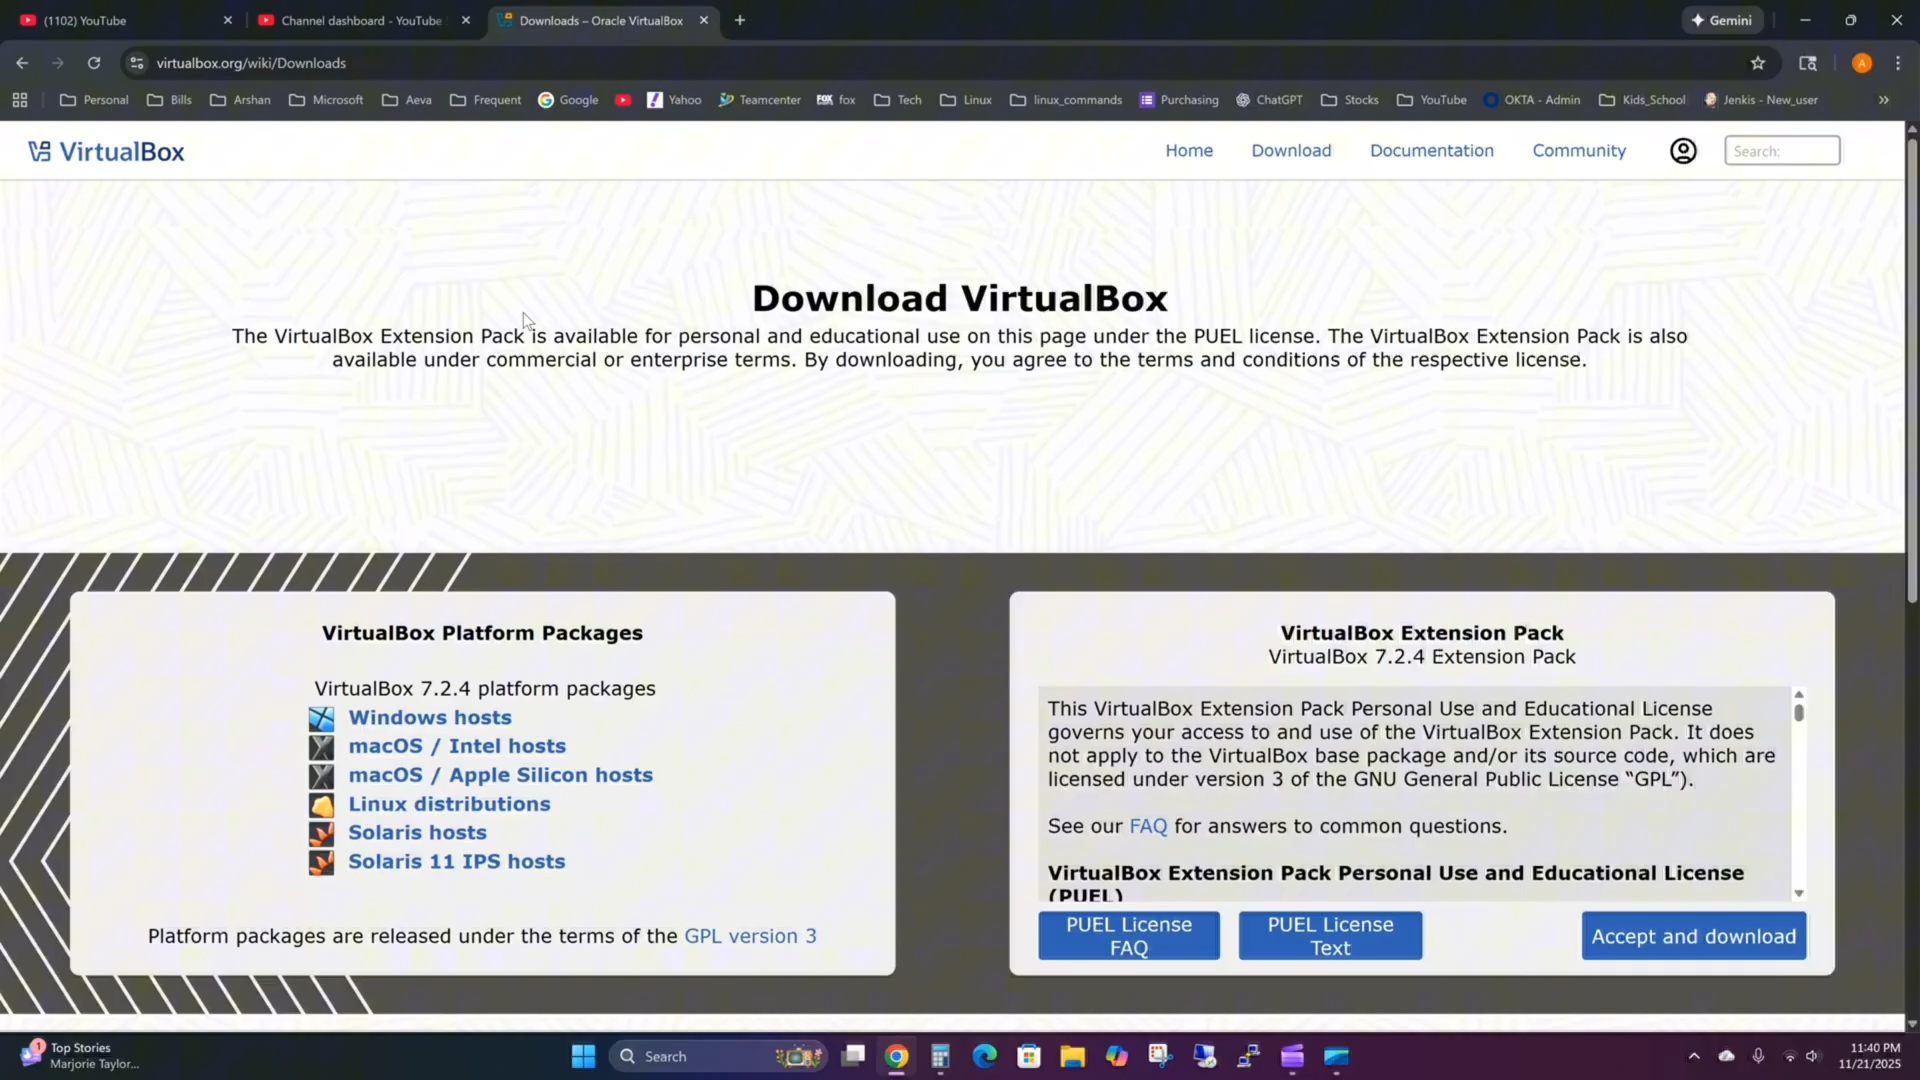 (1102) YouTube
Channel dashboard - YouTube
Downloads – Oracle VirtualBox
Gemini
virtualbox.org/wiki/Downloads
A
Personal
Bills
Arshan
Microsoft
Aeva
Frequent
Google
Yahoo
Teamcenter
FOX fox
Tech
Linux
linux_commands
Purchasing
ChatGPT
Stocks
YouTube
OKTA - Admin
Kids_School
Jenkis - New_user
VirtualBox
Home
Download
Documentation
Community
Search:
Download VirtualBox
The VirtualBox Extension Pack is available for personal and educational use on this page under the PUEL license. The VirtualBox Extension Pack is also
available under commercial or enterprise terms. By downloading, you agree to the terms and conditions of the respective license.
VirtualBox Platform Packages
VirtualBox 7.2.4 platform packages
Windows hosts
macOS / Intel hosts
macOS / Apple Silicon hosts
Linux distributions
Solaris hosts
Solaris 11 IPS hosts
Platform packages are released under the terms of the GPL version 3
VirtualBox Extension Pack
VirtualBox 7.2.4 Extension Pack
This VirtualBox Extension Pack Personal Use and Educational License
governs your access to and use of the VirtualBox Extension Pack. It does
not apply to the VirtualBox base package and/or its source code, which are
licensed under version 3 of the GNU General Public License “GPL”).
See our FAQ for answers to common questions.
VirtualBox Extension Pack Personal Use and Educational License
(PUEL)
PUEL License
FAQ
PUEL License
Text
Accept and download
1
Top Stories
Marjorie Taylor...
Search
11:40 PM
11/21/2025